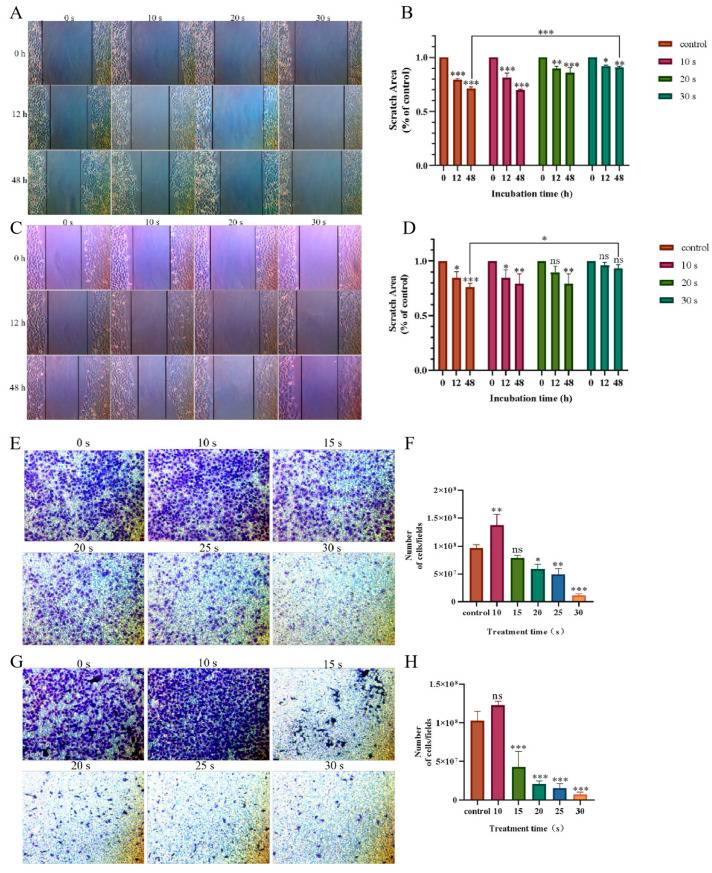 A
0 s 10 s 20 s 30 s
0 h
12 h
48 h
B
***
Scratch Area
(% of control)
1.0
0.5
0.0
*** *** *** *** ** *** * **
0 12 48 0 12 48 0 12 48 0 12 48
Incubation time (h)
control
10 s
20 s
30 s
C
0 s 10 s 20 s 30 s
0 h
12 h
48 h
D
*
Scratch Area
(% of control)
1.0
0.5
0.0
* *** * ** ns ** ns ns
0 12 48 0 12 48 0 12 48 0 12 48
Incubation time (h)
control
10 s
20 s
30 s
E
0 s 10 s 15 s
20 s 25 s 30 s
F
Number
of cells/fields
2×10⁸
1×10⁸
1×10⁸
5×10⁷
0
** ns * ** ***
control 10 15 20 25 30
Treatment time (s)
G
0 s 10 s 15 s
20 s 25 s 30 s
H
Number
of cells/fields
1.5×10⁸
1×10⁸
5×10⁷
0
ns *** *** *** ***
control 10 15 20 25 30
Treatment time (s)